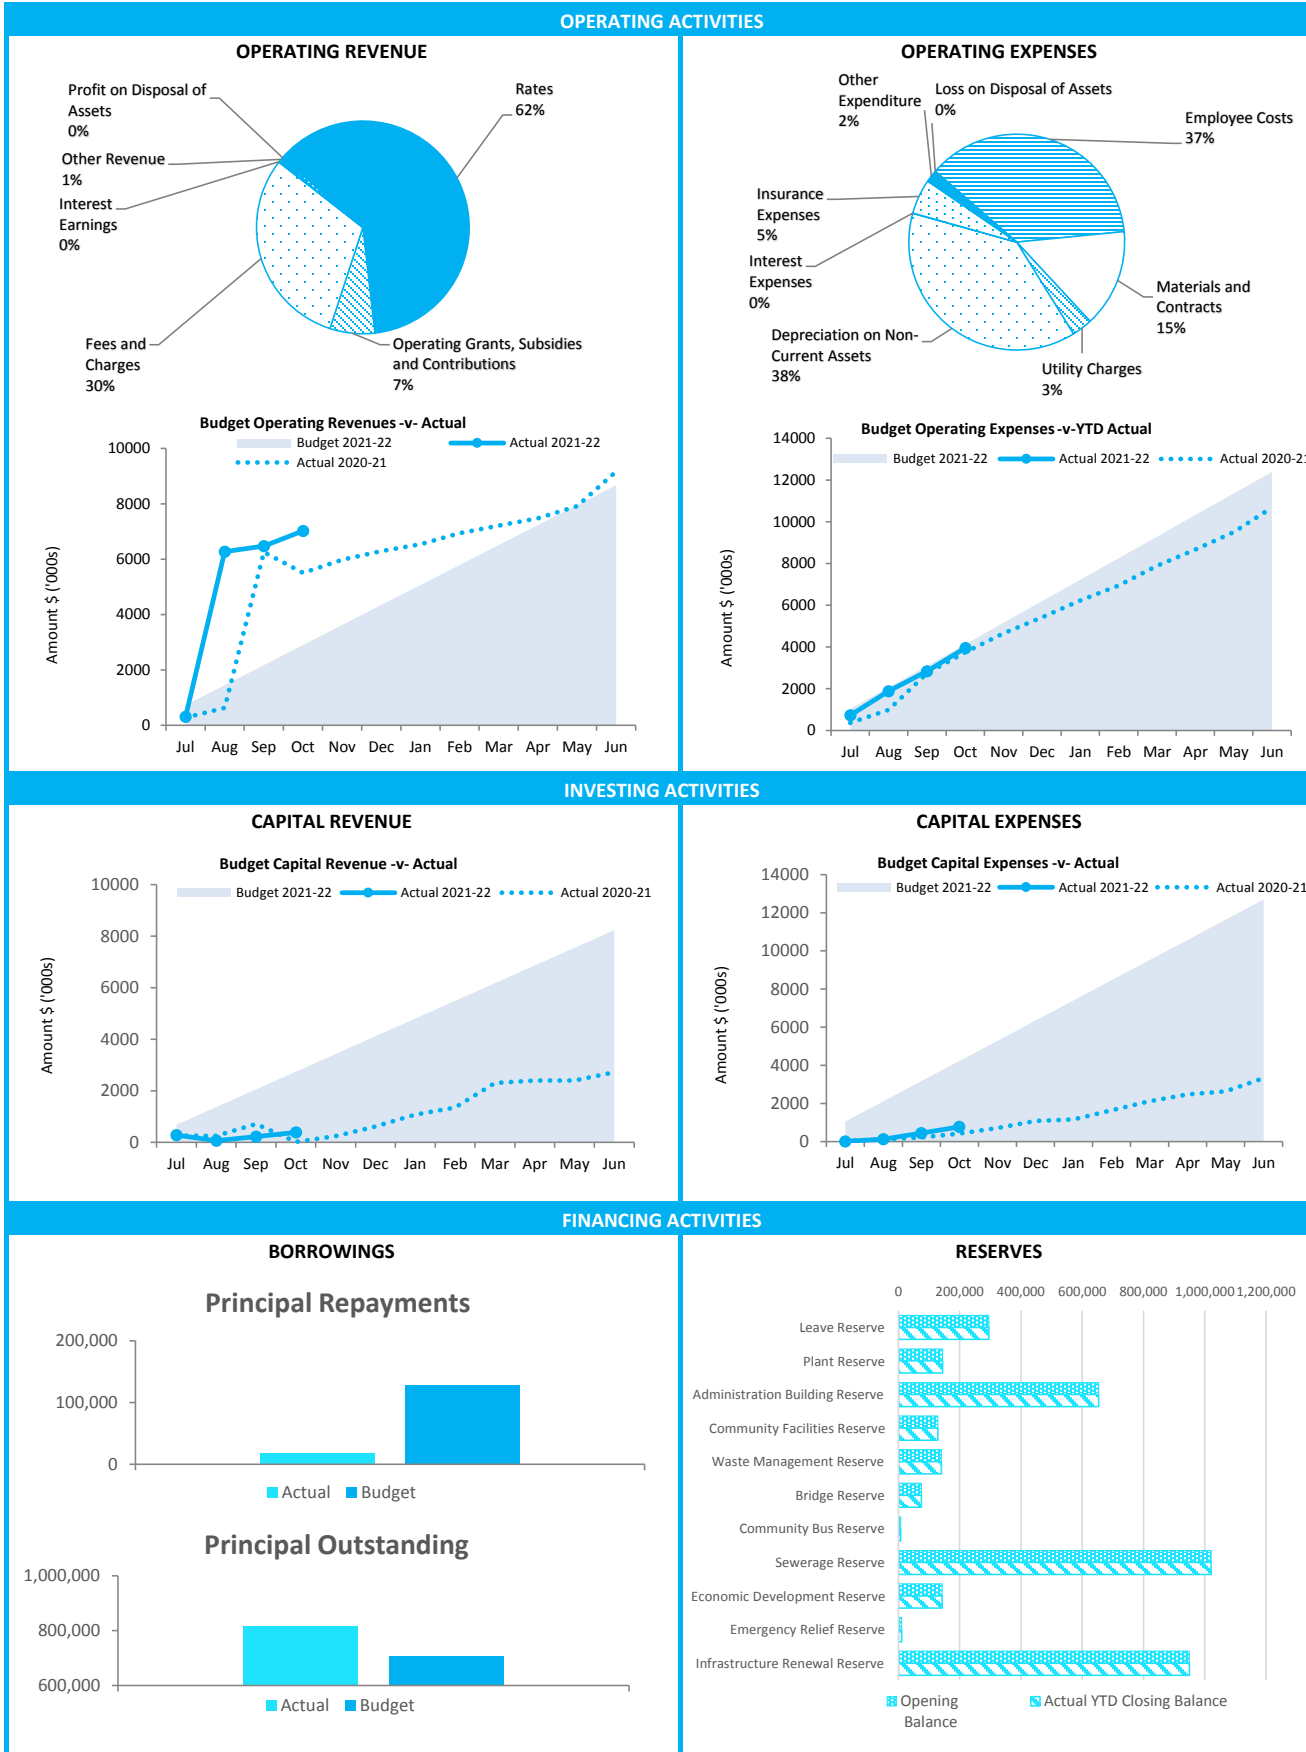 OPERATING ACTIVITIES
OPERATING REVENUE
Profit on Disposal of
Assets
0%
Other Revenue
1%
Interest
Earnings
0%
Fees and
Charges
30%
Rates
62%
Operating Grants, Subsidies
and Contributions
7%
Budget Operating Revenues -v- Actual
Budget 2021-22
Actual 2021-22
Actual 2020-21
Amount $ ('000s)
10000
8000
6000
4000
2000
0
Jul Aug Sep Oct Nov Dec Jan Feb Mar Apr May Jun
OPERATING EXPENSES
Other
Expenditure
2%
Loss on Disposal of Assets
0%
Employee Costs
37%
Insurance
Expenses
5%
Interest
Expenses
0%
Depreciation on Non-
Current Assets
38%
Materials and
Contracts
15%
Utility Charges
3%
Budget Operating Expenses -v-YTD Actual
Budget 2021-22
Actual 2021-22
Actual 2020-21
Amount $ ('000s)
14000
12000
10000
8000
6000
4000
2000
0
Jul Aug Sep Oct Nov Dec Jan Feb Mar Apr May Jun
INVESTING ACTIVITIES
CAPITAL REVENUE
Budget Capital Revenue -v- Actual
Budget 2021-22
Actual 2021-22
Actual 2020-21
Amount $ ('000s)
10000
8000
6000
4000
2000
0
Jul Aug Sep Oct Nov Dec Jan Feb Mar Apr May Jun
CAPITAL EXPENSES
Budget Capital Expenses -v- Actual
Budget 2021-22
Actual 2021-22
Actual 2020-21
Amount $ ('000s)
14000
12000
10000
8000
6000
4000
2000
0
Jul Aug Sep Oct Nov Dec Jan Feb Mar Apr May Jun
FINANCING ACTIVITIES
BORROWINGS
Principal Repayments
200,000
100,000
0
Actual
Budget
Principal Outstanding
1,000,000
800,000
600,000
Actual
Budget
RESERVES
0 200,000 400,000 600,000 800,000 1,000,000 1,200,000
Leave Reserve
Plant Reserve
Administration Building Reserve
Community Facilities Reserve
Waste Management Reserve
Bridge Reserve
Community Bus Reserve
Sewerage Reserve
Economic Development Reserve
Emergency Relief Reserve
Infrastructure Renewal Reserve
Opening
Balance
Actual YTD Closing Balance